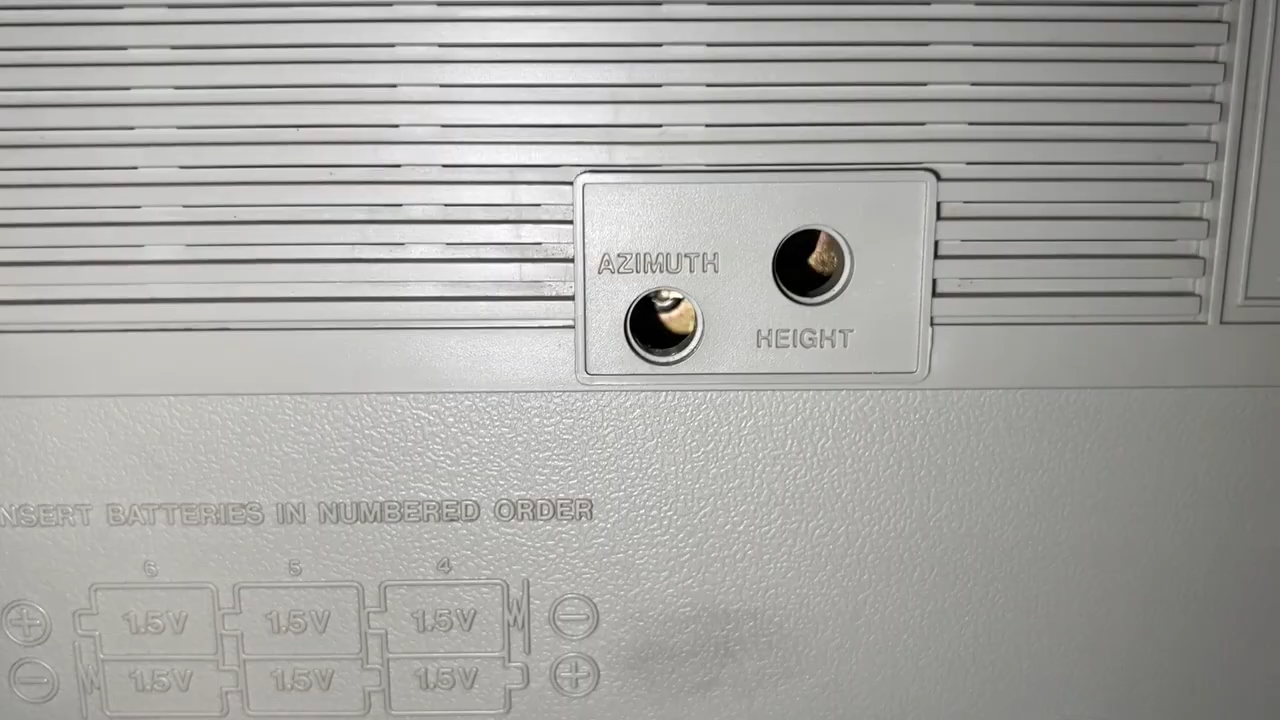 AZIMUTH
HEIGHT
NSERT BATTERIES IN NUMBERED ORDER
6 5 4
+ 1.5V 1.5V 1.5V −
− 1.5V 1.5V 1.5V +